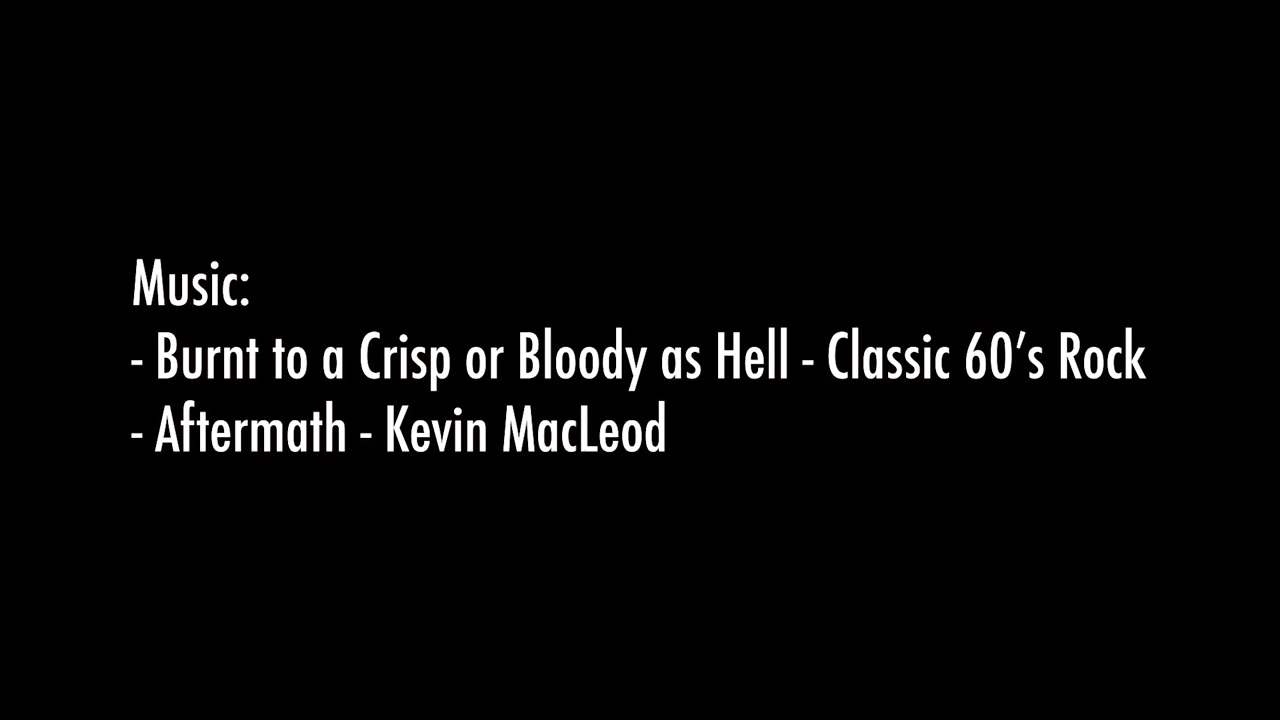 Music:
- Burnt to a Crisp or Bloody as Hell - Classic 60’s Rock
- Aftermath - Kevin MacLeod